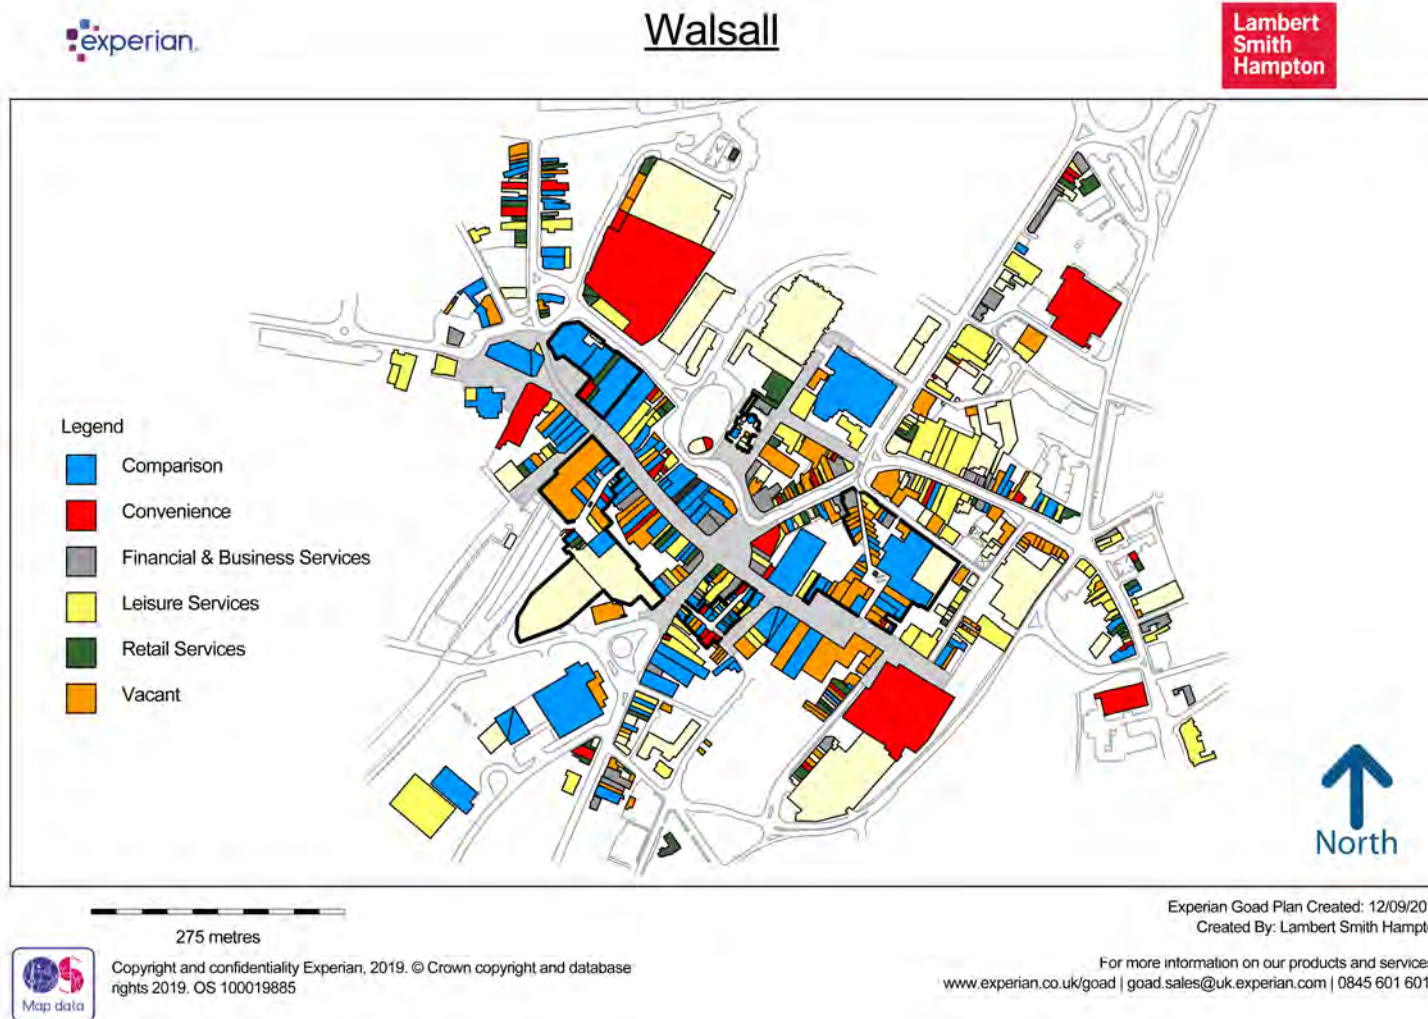 experian.
Walsall
Lambert
Smith
Hampton
Legend
Comparison
Convenience
Financial & Business Services
Leisure Services
Retail Services
Vacant
North
275 metres
Experian Goad Plan Created: 12/09/20
Created By: Lambert Smith Hampt
Copyright and confidentiality Experian, 2019. © Crown copyright and database
rights 2019. OS 100019885
For more information on our products and service
www.experian.co.uk/goad | goad.sales@uk.experian.com | 0845 601 601
OS
Map data